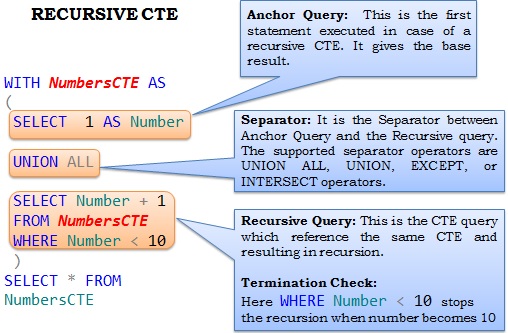 RECURSIVE CTE
WITH NumbersCTE AS
(
SELECT 1 AS Number
UNION ALL
SELECT Number + 1
FROM NumbersCTE
WHERE Number < 10
)
SELECT * FROM
NumbersCTE
Anchor Query: This is the first
statement executed in case of a
recursive CTE. It gives the base
result.
Separator: It is the Separator between
Anchor Query and the Recursive query.
The supported separator operators are
UNION ALL, UNION, EXCEPT, or
INTERSECT operators.
Recursive Query: This is the CTE query
which reference the same CTE and
resulting in recursion.
Termination Check:
Here WHERE Number < 10 stops
the recursion when number becomes 10